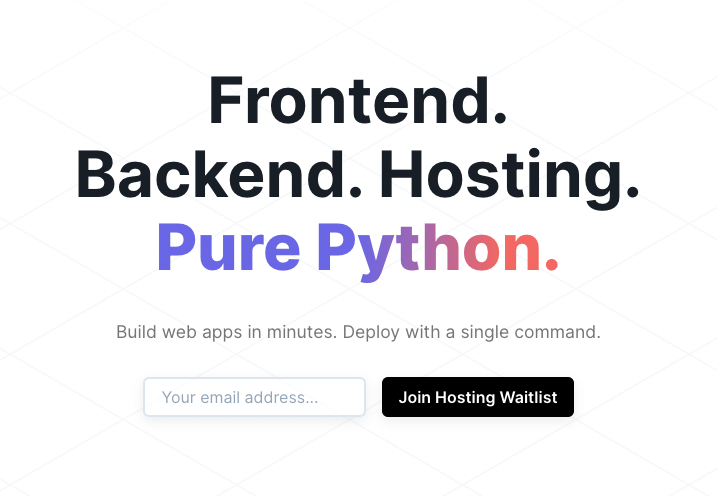 Frontend.
Backend. Hosting.
Pure Python.
Build web apps in minutes. Deploy with a single command.
Your email address...
Join Hosting Waitlist